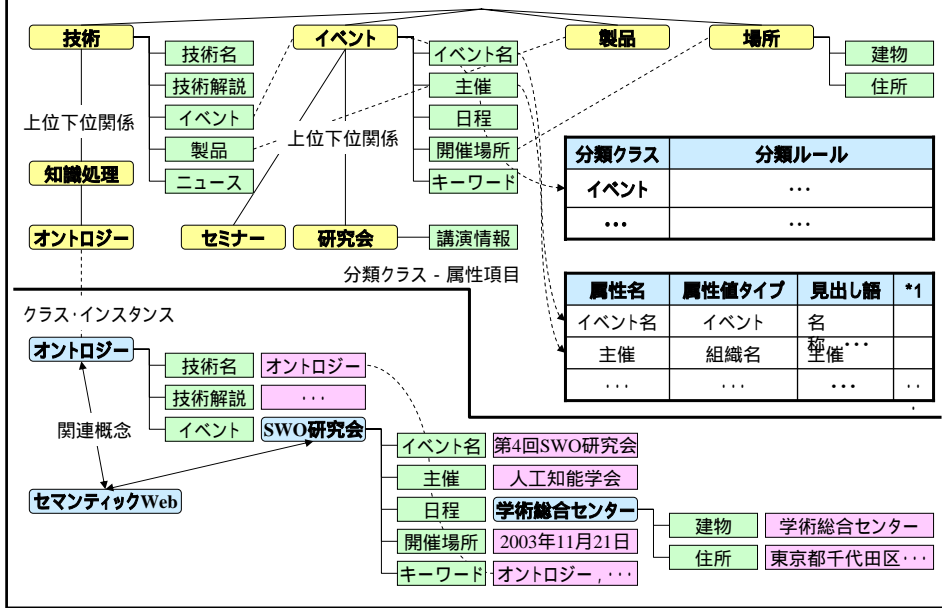 技術
イベント
製品
場所
技術名
技術解説
イベント
製品
ニュース
上位下位関係
知識処理
オントロジー
イベント名
主催
日程
開催場所
キーワード
上位下位関係
セミナー
研究会
講演情報
建物
住所
分類クラス 分類ルール
イベント ・・・
・・・ ・・・
分類クラス - 属性項目
属性名 属性値タイプ 見出し語 *1
イベント名 イベント 名称, ・・・
主催 組織名 主催
・・・ ・・・ ・・・ ・・・
クラス・インスタンス
オントロジー
技術名 オントロジー
技術解説 ・・・
イベント SWO研究会
関連概念
セマンティックWeb
イベント名 第4回SWO研究会
主催 人工知能学会
日程 学術総合センター
開催場所 2003年11月21日
キーワード オントロジー , ・・・
建物 学術総合センター
住所 東京都千代田区・・・